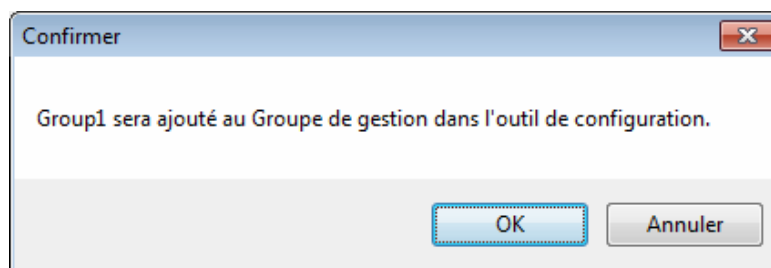 Confirmer
Group1 sera ajouté au Groupe de gestion dans l'outil de configuration.
OK
Annuler